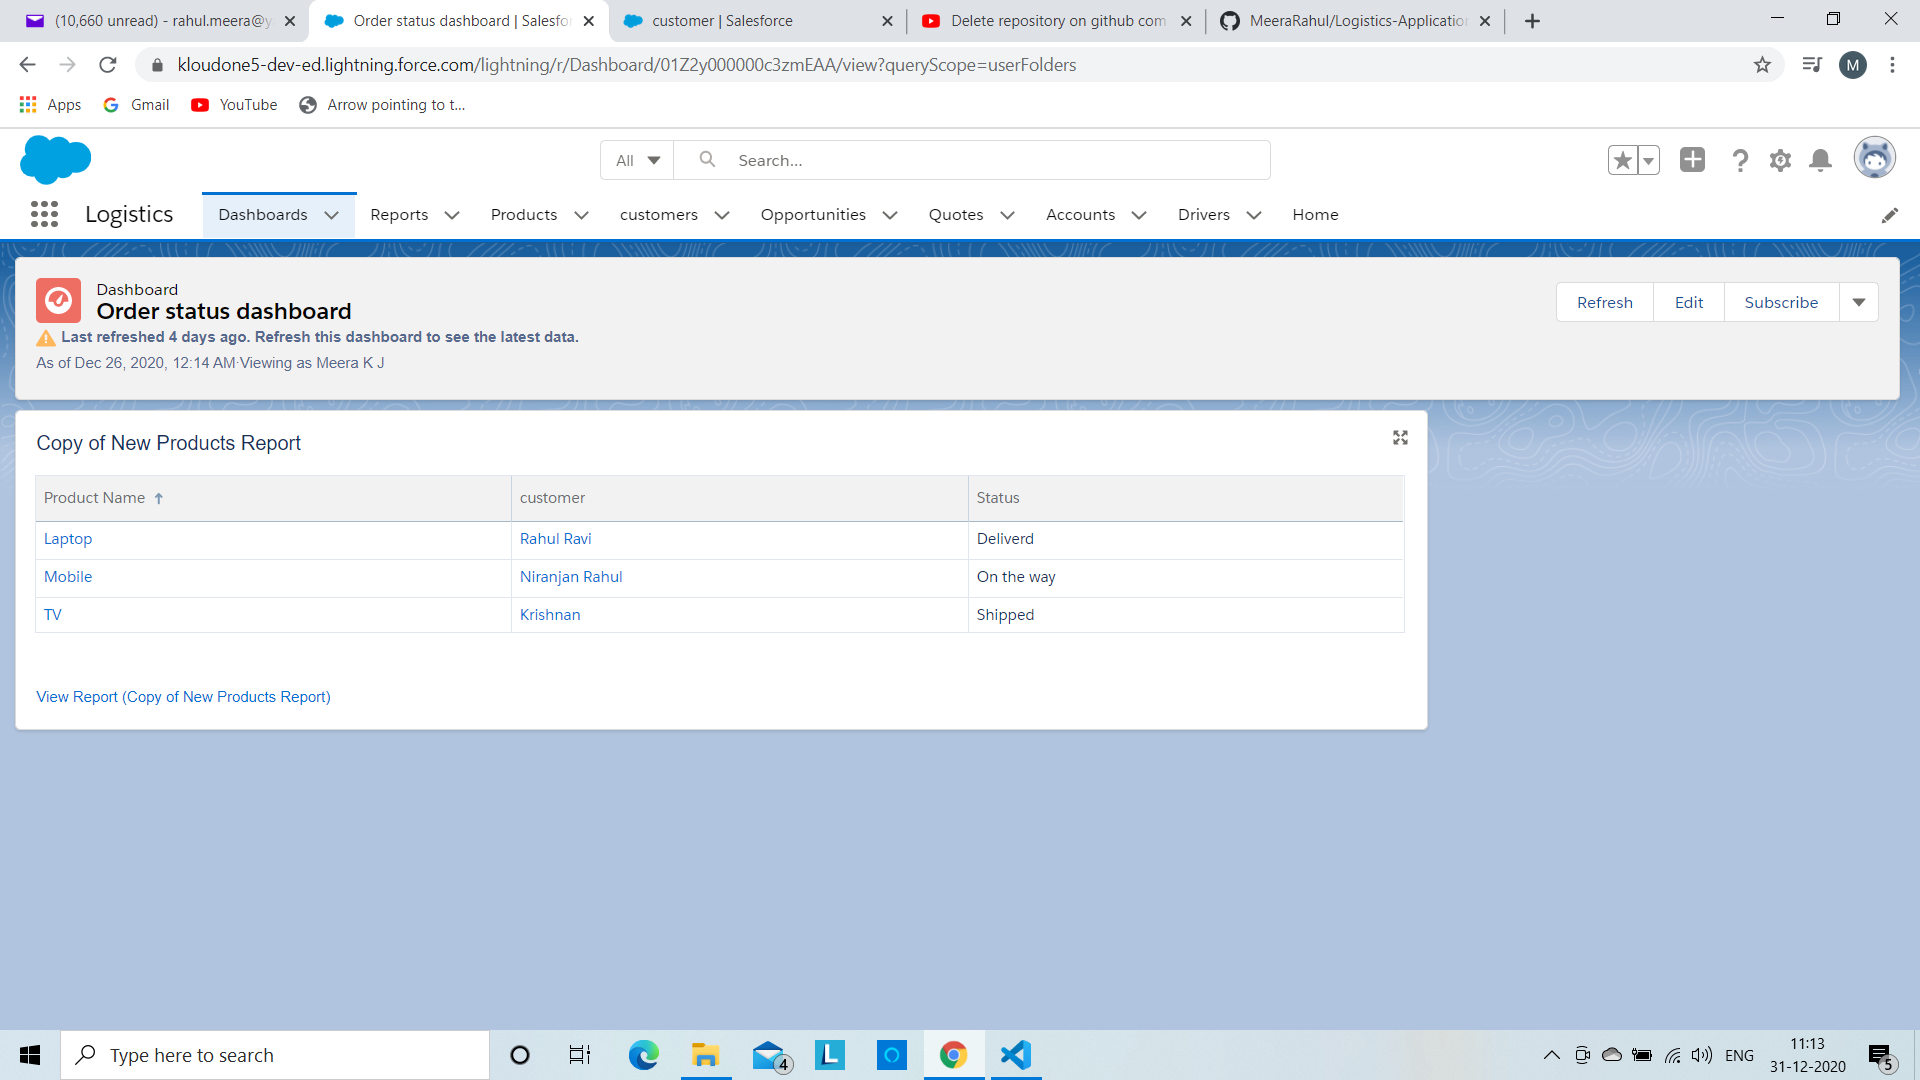 (10,660 unread) - rahul.meera@y
Order status dashboard | Salesfo
customer | Salesforce
Delete repository on github com
MeeraRahul/Logistics-Application
kloudone5-dev-ed.lightning.force.com/lightning/r/Dashboard/01Z2y000000c3zmEAA/view?queryScope=userFolders
M
Apps
Gmail
YouTube
Arrow pointing to t...
All
Search...
Logistics
Dashboards
Reports
Products
customers
Opportunities
Quotes
Accounts
Drivers
Home
Dashboard
Order status dashboard
Last refreshed 4 days ago. Refresh this dashboard to see the latest data.
As of Dec 26, 2020, 12:14 AM·Viewing as Meera K J
Refresh
Edit
Subscribe
Copy of New Products Report
Product Name customer Status
Laptop Rahul Ravi Deliverd
Mobile Niranjan Rahul On the way
TV Krishnan Shipped
View Report (Copy of New Products Report)
Type here to search
4
L
ENG
11:13
31-12-2020
5